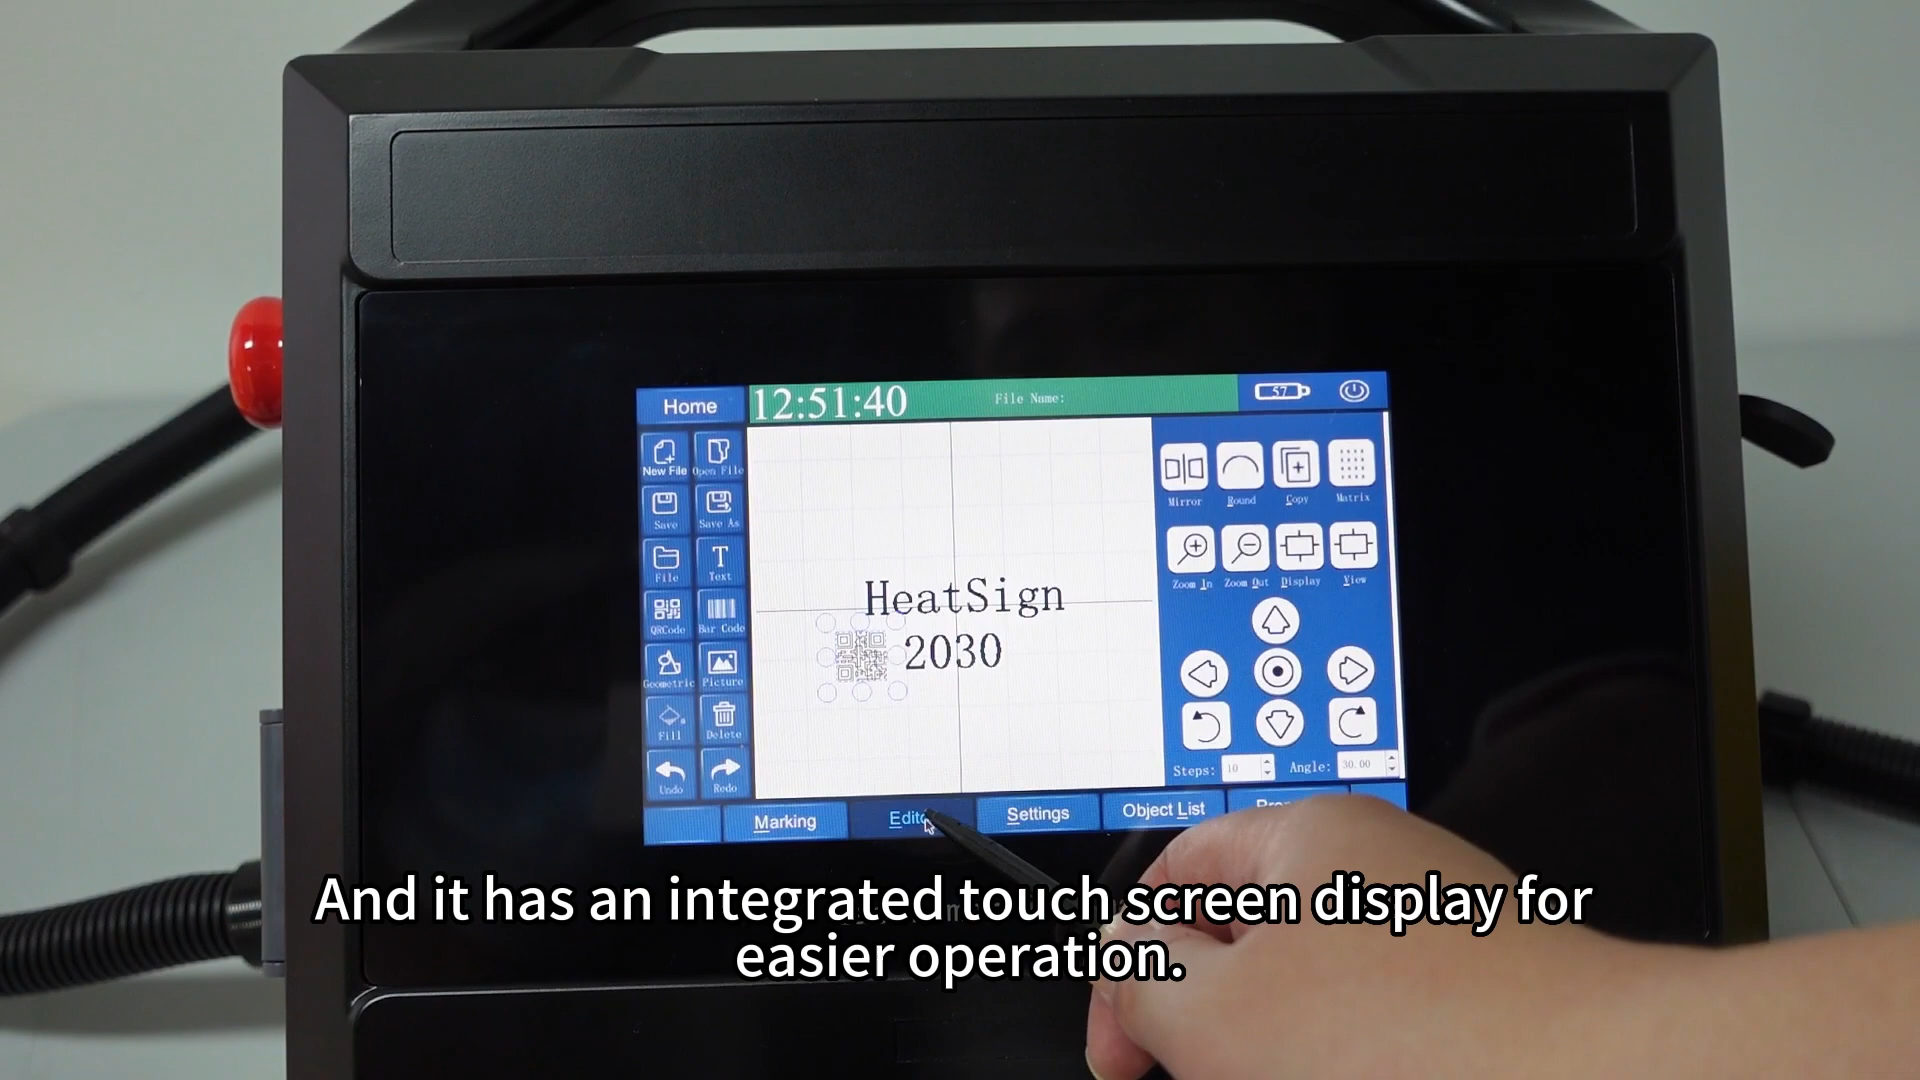 Home
12:51:40
File Name:
57
New File
Open File
Save
Save As
File
Text
QRCode
Bar Code
Geometric
Picture
Fill
Delete
Undo
Redo
HeatSign
2030
Mirror
Round
Copy
Matrix
Zoom In
Zoom Out
Display
View
Steps: 10
Angle: 30.00
Marking
Settings
Object List
And it has an integrated touch screen display for
easier operation.